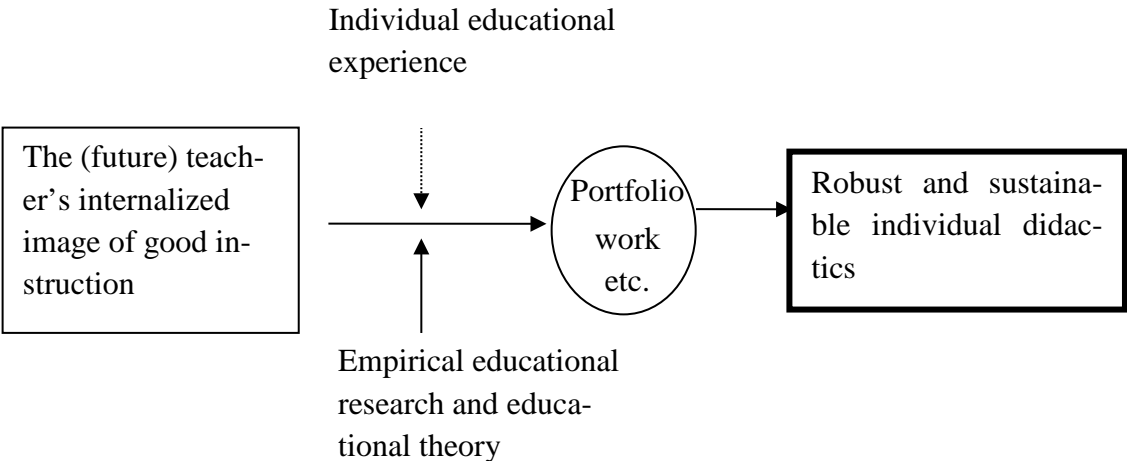 Individual educational
experience
The (future) teach-
er’s internalized
image of good in-
struction
Portfolio
work
etc.
Robust and sustaina-
ble individual didac-
tics
Empirical educational
research and educa-
tional theory